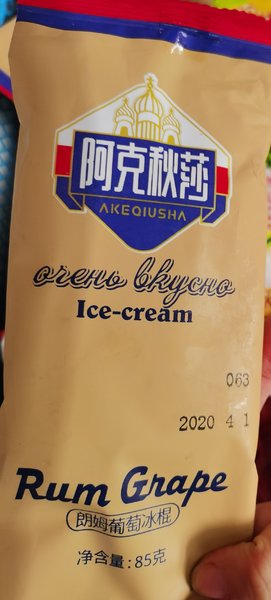 阿克秋莎
AKEQIUSHA
очень вкусно
Ice-cream
063
2020 4 1
Rum Grape
朗姆葡萄冰棍
净含量:85克